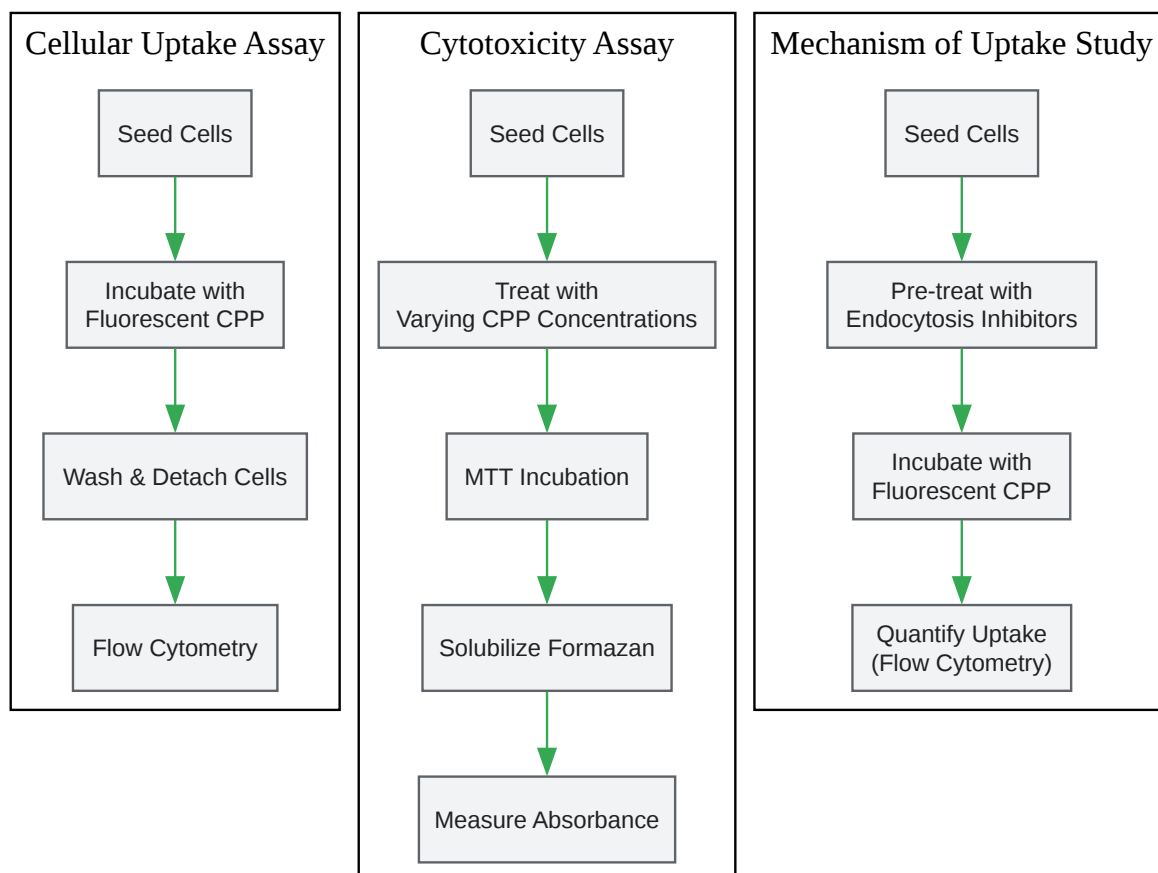 Cellular Uptake Assay
Seed Cells
Incubate with
Fluorescent CPP
Wash & Detach Cells
Flow Cytometry
Cytotoxicity Assay
Seed Cells
Treat with
Varying CPP Concentrations
MTT Incubation
Solubilize Formazan
Measure Absorbance
Mechanism of Uptake Study
Seed Cells
Pre-treat with
Endocytosis Inhibitors
Incubate with
Fluorescent CPP
Quantify Uptake
(Flow Cytometry)